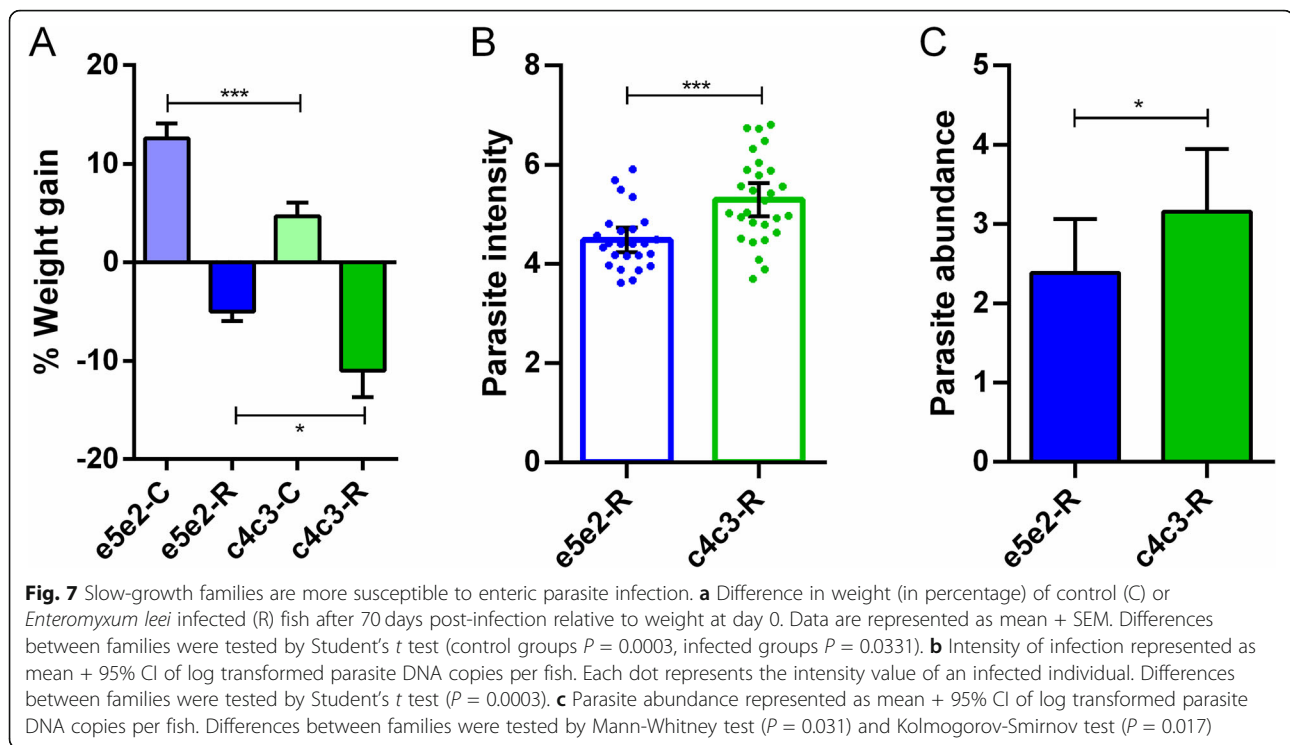 A
B
C
20
10
0
-10
-20
% Weight gain
***
*
e5e2-C
e5e2-R
c4c3-C
c4c3-R
8
6
4
2
0
Parasite intensity
***
e5e2-R
c4c3-R
5
4
3
2
1
0
Parasite abundance
*
e5e2-R
c4c3-R
Fig. 7 Slow-growth families are more susceptible to enteric parasite infection. a Difference in weight (in percentage) of control (C) or
Enteromyxum leei infected (R) fish after 70 days post-infection relative to weight at day 0. Data are represented as mean + SEM. Differences
between families were tested by Student's t test (control groups P = 0.0003, infected groups P = 0.0331). b Intensity of infection represented as
mean + 95% CI of log transformed parasite DNA copies per fish. Each dot represents the intensity value of an infected individual. Differences
between families were tested by Student's t test (P = 0.0003). c Parasite abundance represented as mean + 95% CI of log transformed parasite
DNA copies per fish. Differences between families were tested by Mann-Whitney test (P = 0.031) and Kolmogorov-Smirnov test (P = 0.017)